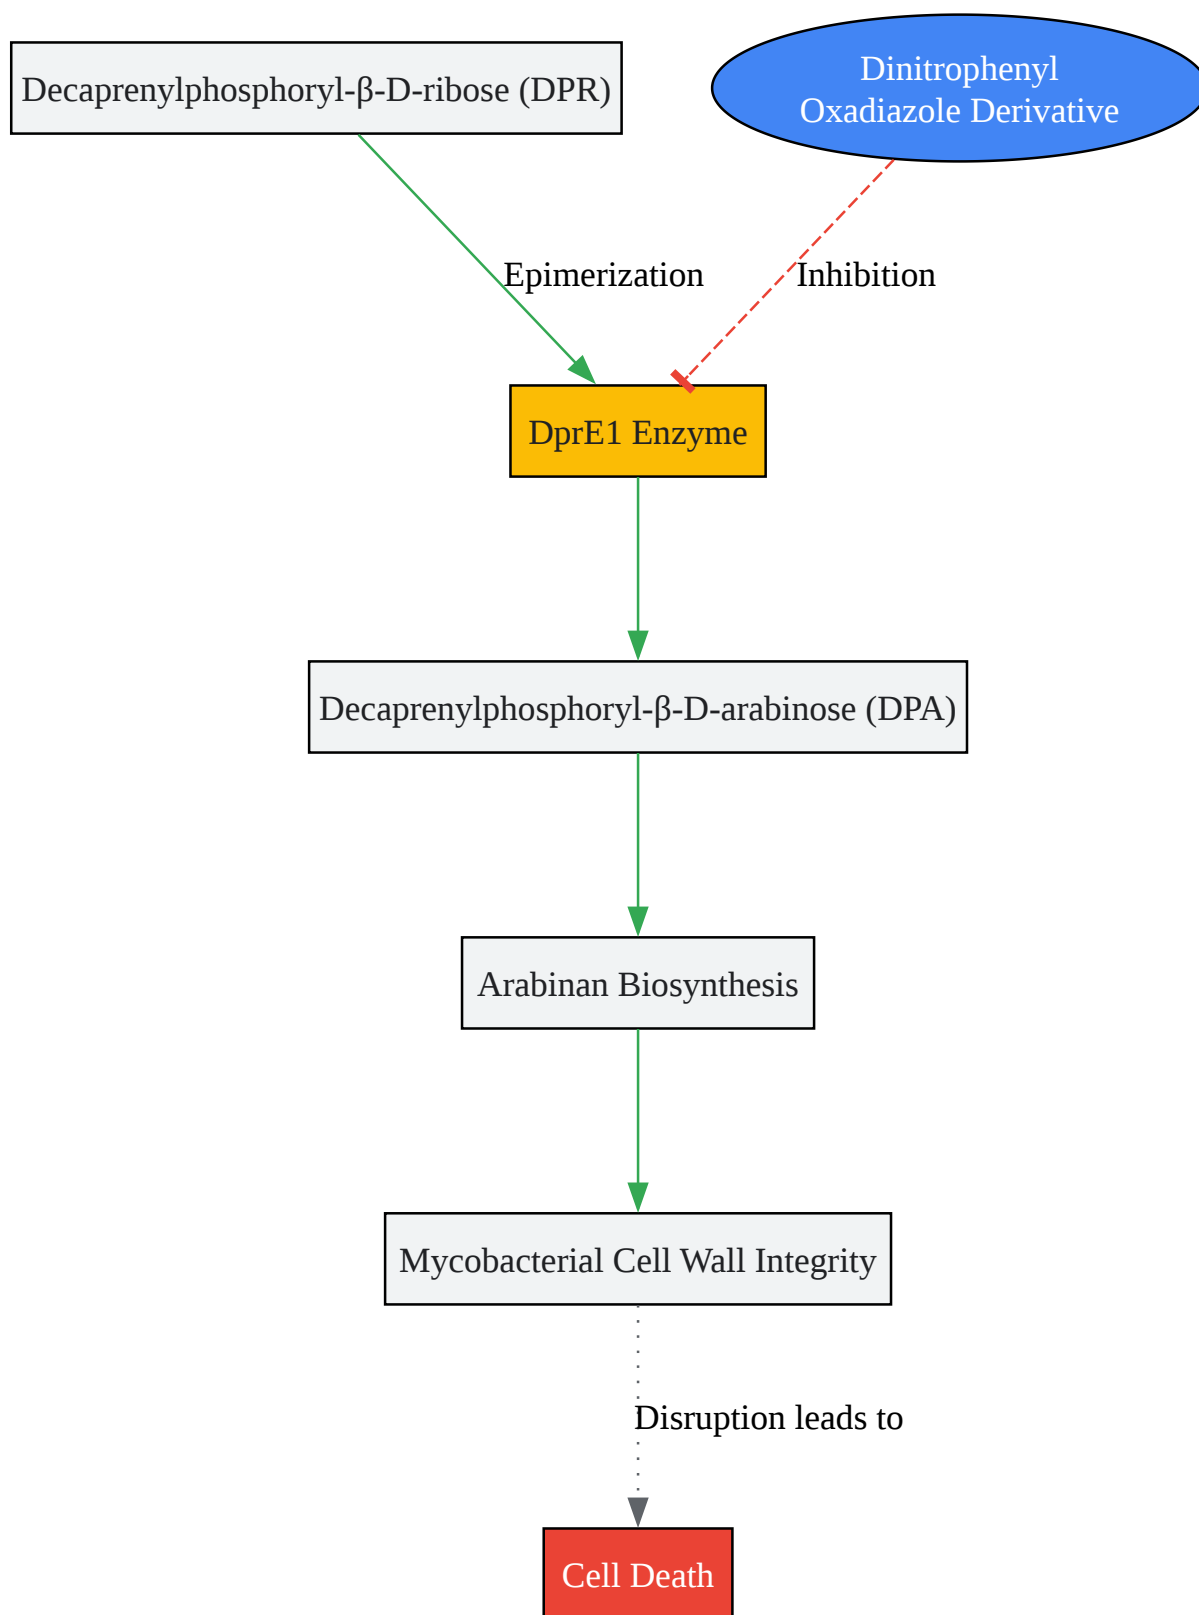 Decaprenylphosphoryl-β-D-ribose (DPR)
Dinitrophenyl
Oxadiazole Derivative
Epimerization
Inhibition
DprE1 Enzyme
Decaprenylphosphoryl-β-D-arabinose (DPA)
Arabinan Biosynthesis
Mycobacterial Cell Wall Integrity
Disruption leads to
Cell Death